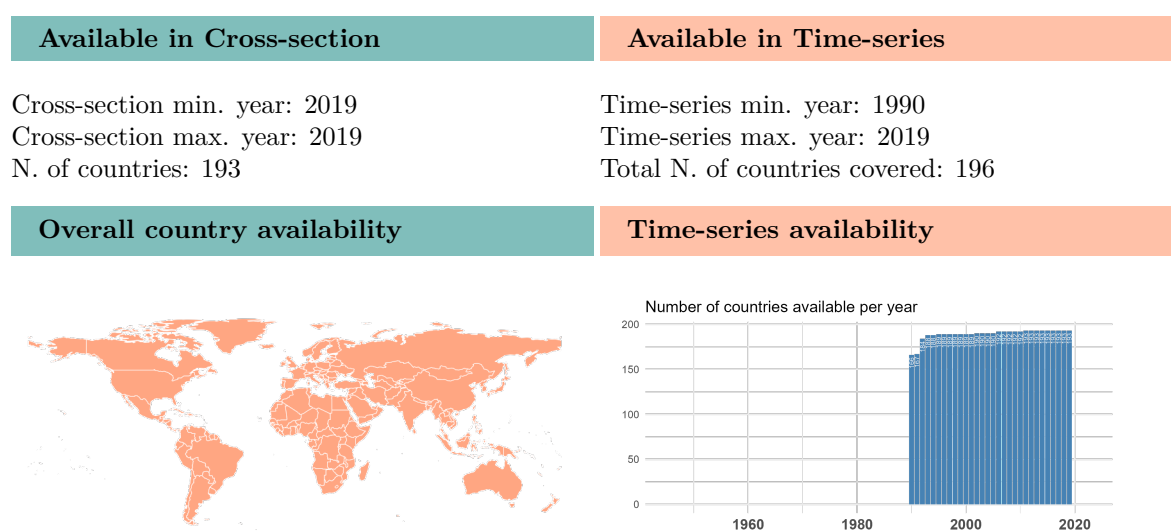 Available in Cross-section
Available in Time-series
Cross-section min. year: 2019
Cross-section max. year: 2019
N. of countries: 193
Time-series min. year: 1990
Time-series max. year: 2019
Total N. of countries covered: 196
Overall country availability
Time-series availability
Number of countries available per year
200
150
100
50
0
1960
1980
2000
2020